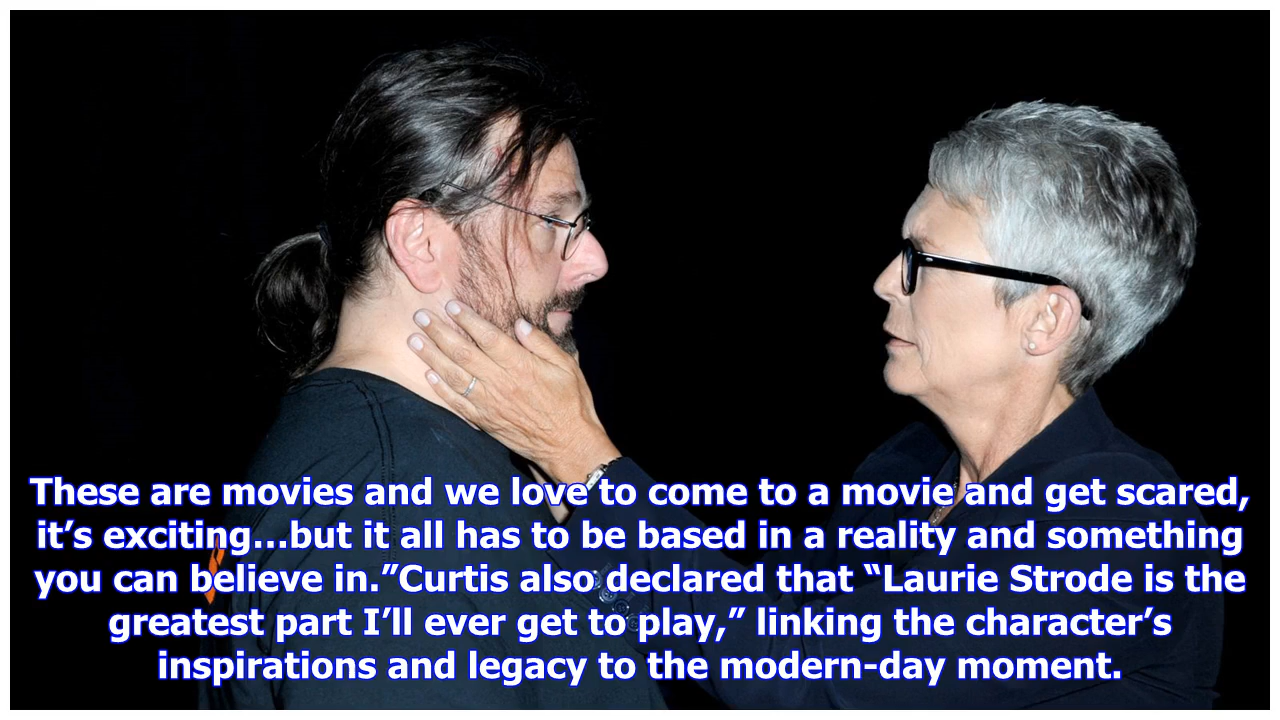 These are movies and we love to come to a movie and get scared,
it’s exciting...but it all has to be based in a reality and something
you can believe in.”Curtis also declared that “Laurie Strode is the
greatest part I’ll ever get to play,” linking the character’s
inspirations and legacy to the modern-day moment.